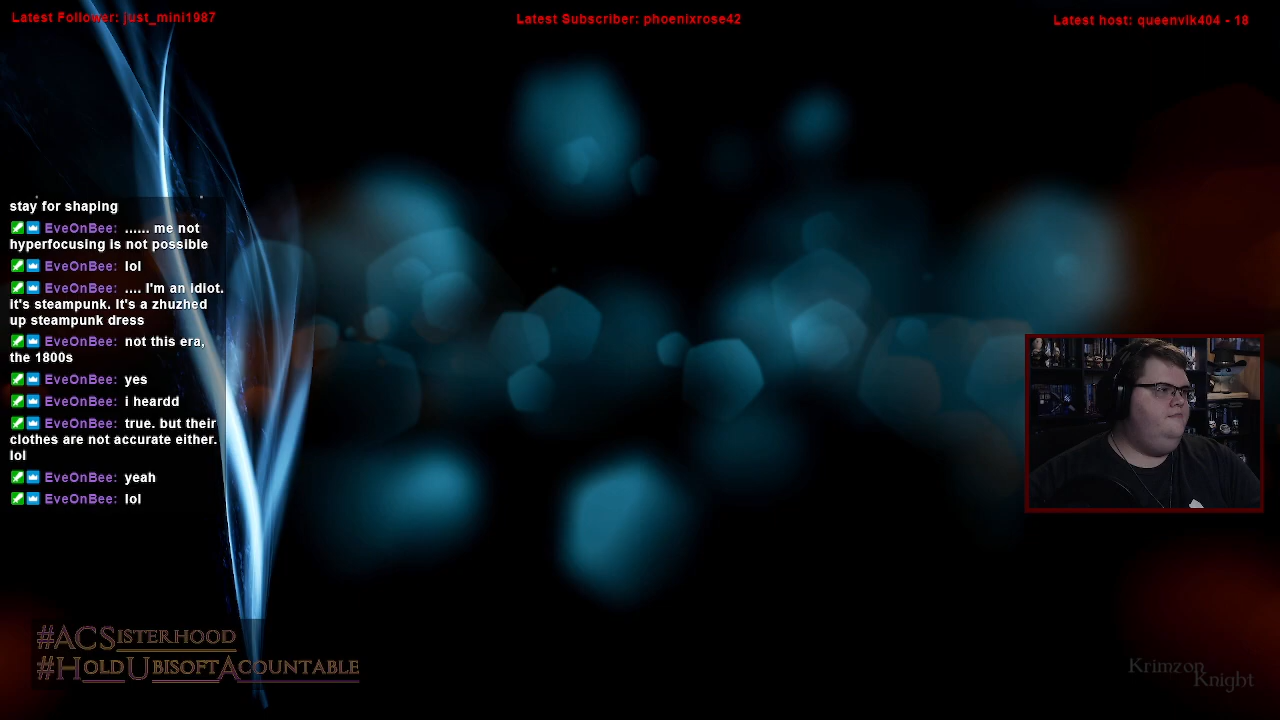 Latest Follower: just_mini1987
Latest Subscriber: phoenixrose42
Latest host: queenvik404 - 18
stay for shaping
EveOnBee: ...... me not
hyperfocusing is not possible
EveOnBee: lol
EveOnBee: .... I'm an idiot.
It's steampunk. It's a zhuzhed
up steampunk dress
EveOnBee: not this era,
the 1800s
EveOnBee: yes
EveOnBee: i heardd
EveOnBee: true. but their
clothes are not accurate either.
lol
EveOnBee: yeah
EveOnBee: lol
#ACSisterhood
#HoldUbisoftAcountable
Krimzon
Knight